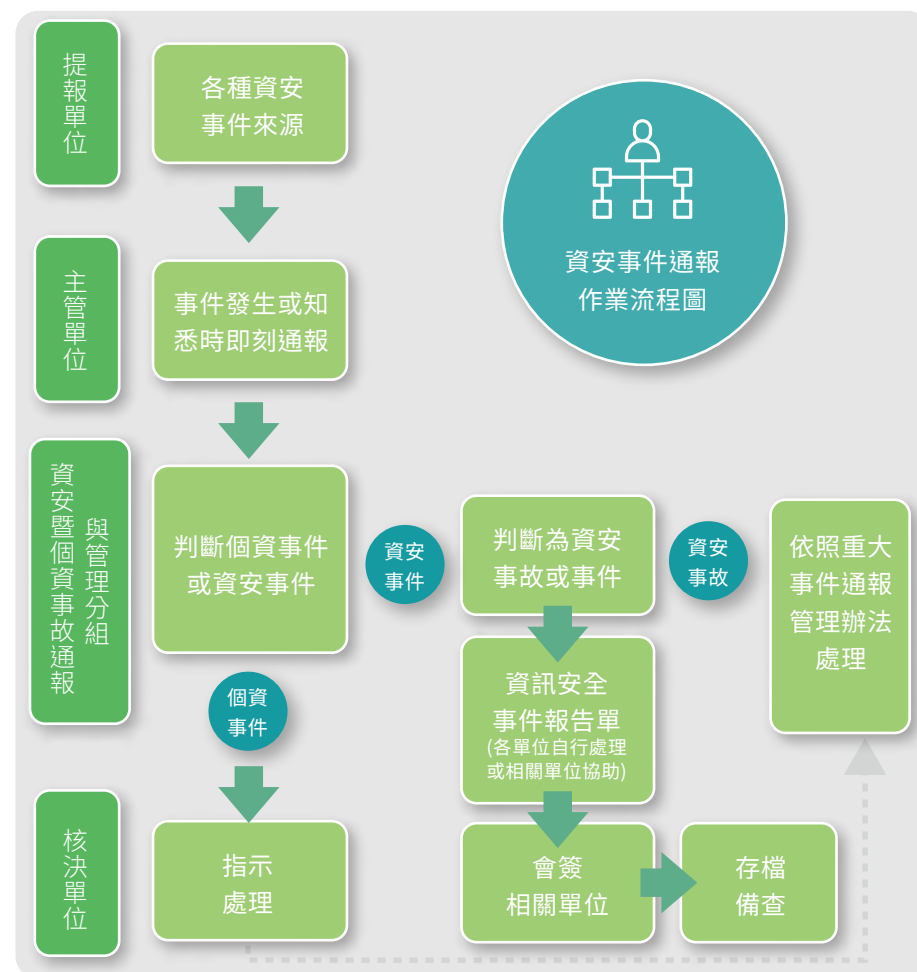 提報單位
各種資安
事件來源
資安事件通報
作業流程圖
主管單位
事件發生或知
悉時即刻通報
資安暨個資事故通報
與管理分組
判斷個資事件
或資安事件
資安
事件
判斷為資安
事故或事件
資安
事故
依照重大
事件通報
管理辦法
處理
個資
事件
資訊安全
事件報告單
(各單位自行處理
或相關單位協助)
核決單位
指示
處理
會簽
相關單位
存檔
備查